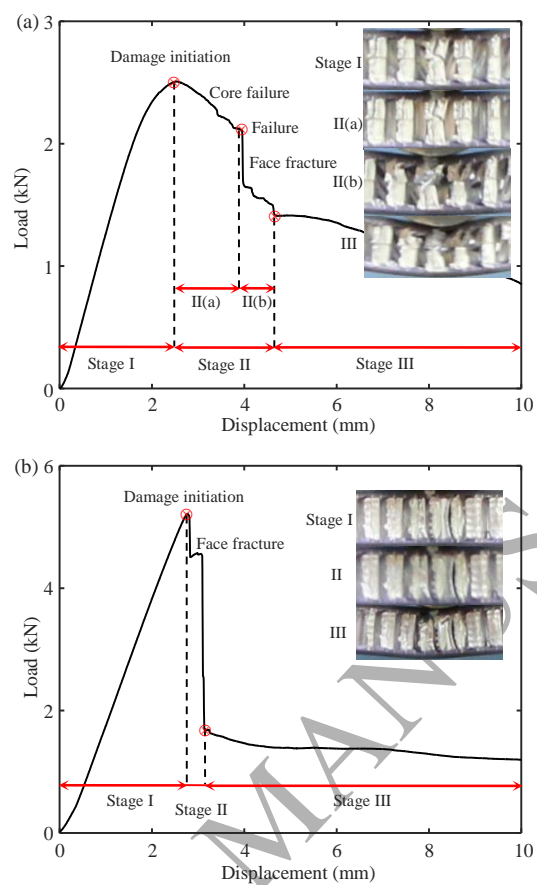 (a)
3
2
1
0
Load (kN)
Damage initiation
Core failure
Failure
Face fracture
II(a)
II(b)
Stage I
Stage II
Stage III
Stage I
II(a)
II(b)
III
0
2
4
6
8
10
Displacement (mm)
(b)
6
4
2
0
Load (kN)
Damage initiation
Face fracture
Stage I
Stage II
Stage III
Stage I
II
III
0
2
4
6
8
10
Displacement (mm)
MANUS